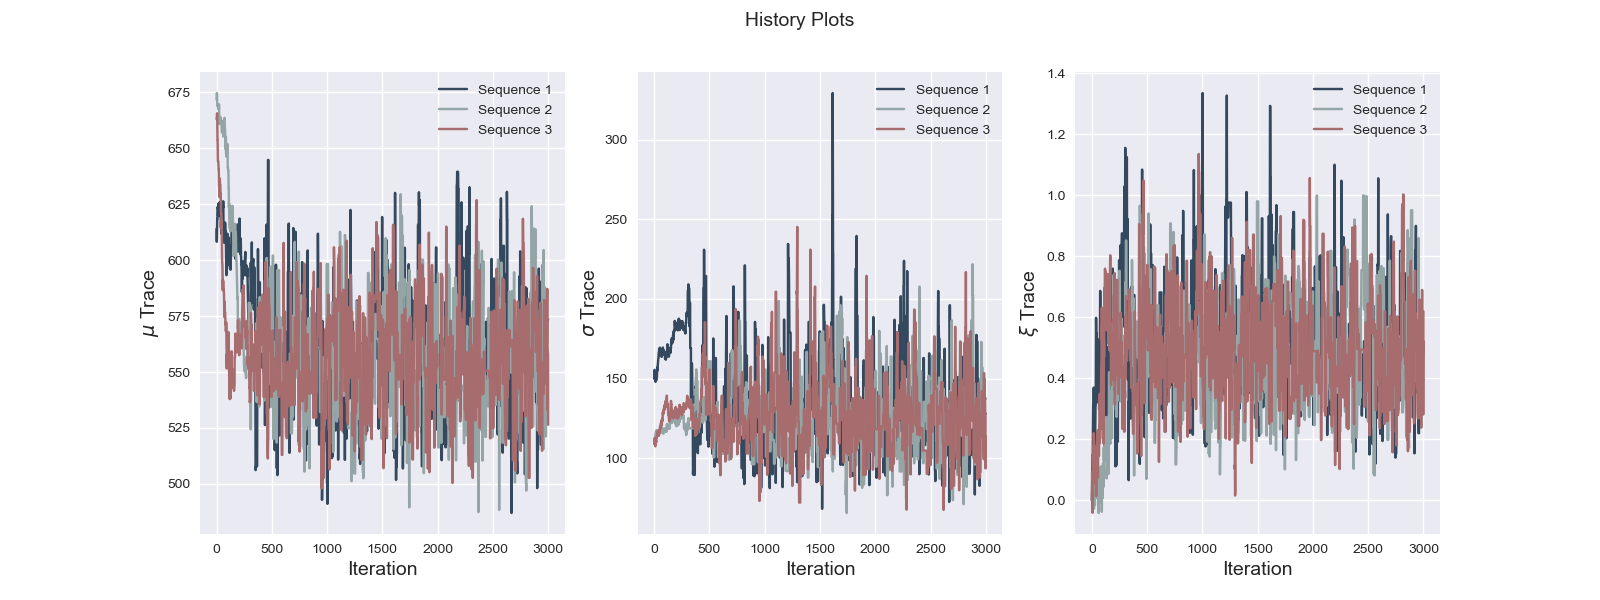 History Plots
μ Trace
675
650
625
600
575
550
525
500
0 500 1000 1500 2000 2500 3000
Iteration
Sequence 1
Sequence 2
Sequence 3
σ Trace
300
250
200
150
100
0 500 1000 1500 2000 2500 3000
Iteration
Sequence 1
Sequence 2
Sequence 3
ξ Trace
1.4
1.2
1.0
0.8
0.6
0.4
0.2
0.0
0 500 1000 1500 2000 2500 3000
Iteration
Sequence 1
Sequence 2
Sequence 3